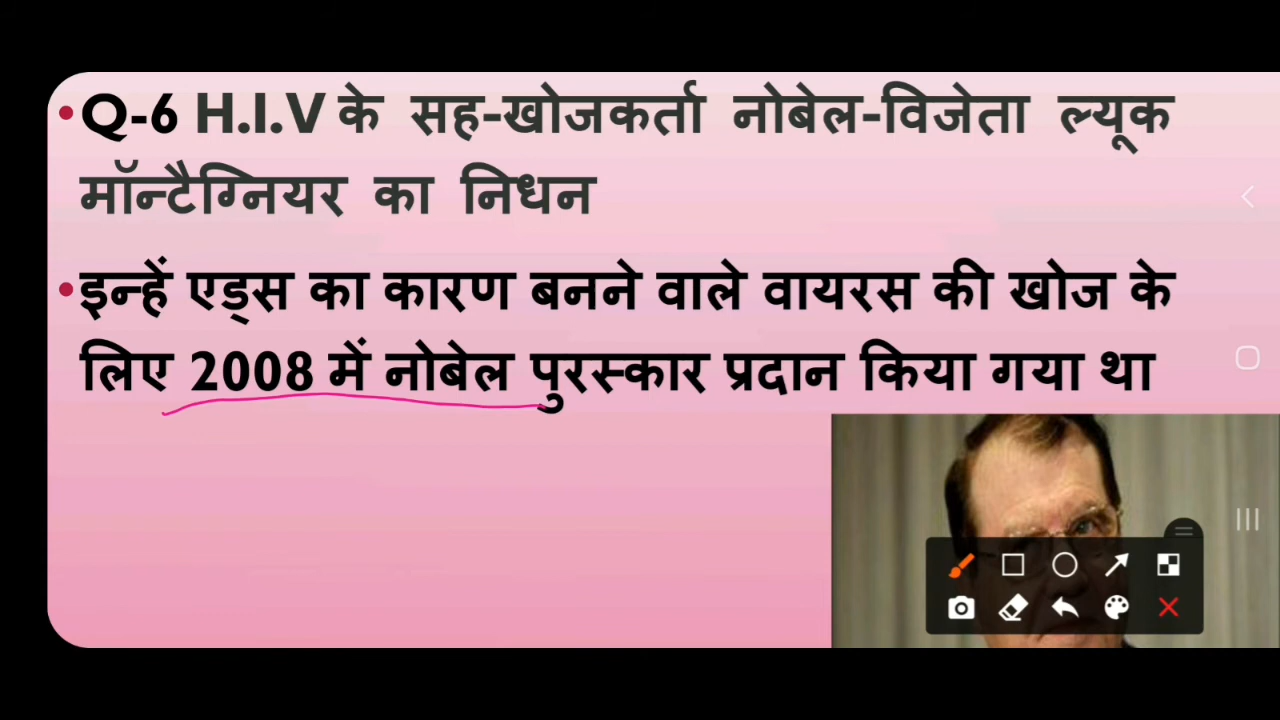 •Q-6 H.I.V के सह-खोजकर्ता नोबेल-विजेता ल्यूक
मॉन्टैग्नियर का निधन
•इन्हें एड्स का कारण बनने वाले वायरस की खोज के
लिए 2008 में नोबेल पुरस्कार प्रदान किया गया था